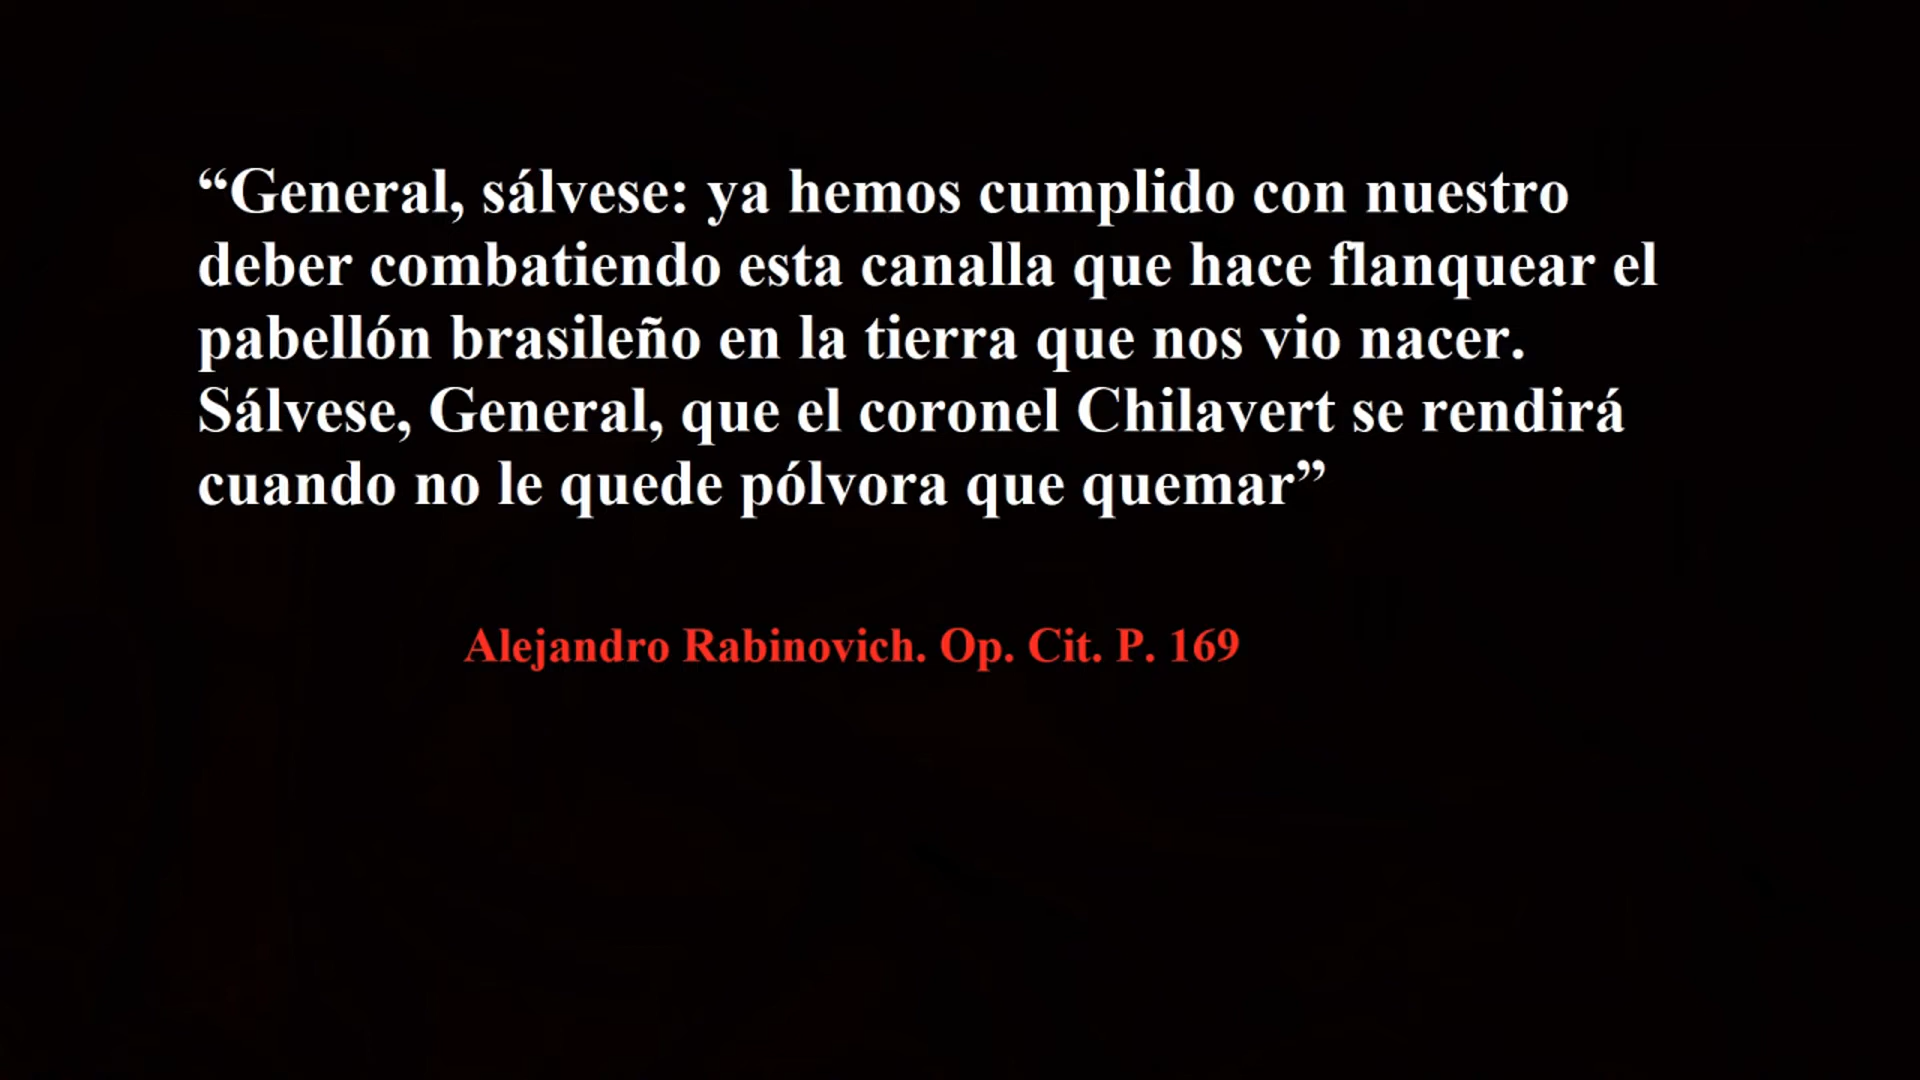 “General, sálvese: ya hemos cumplido con nuestro
deber combatiendo esta canalla que hace flanquear el
pabellón brasileño en la tierra que nos vio nacer.
Sálvese, General, que el coronel Chilavert se rendirá
cuando no le quede pólvora que quemar”
Alejandro Rabinovich. Op. Cit. P. 169